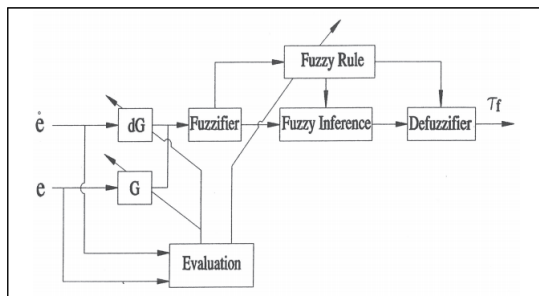 Fuzzy Rule
τf
ė
dG
Fuzzifier
Fuzzy Inference
Defuzzifier
e
G
Evaluation